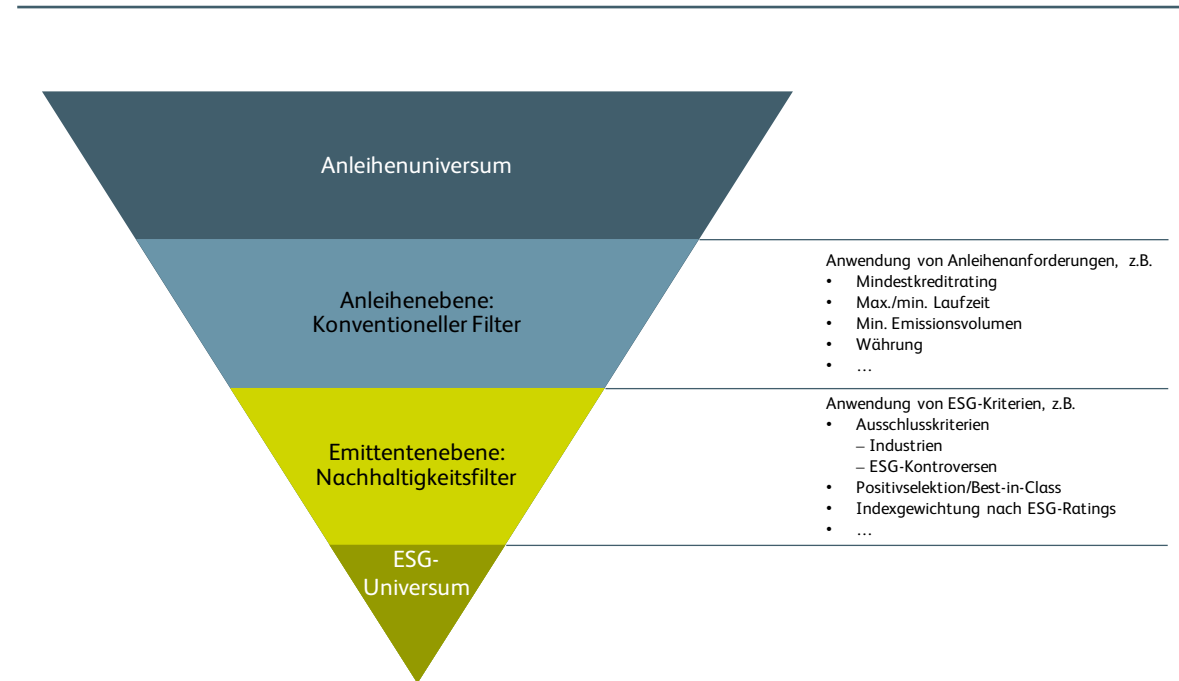 Anleihenuniversum
Anleihenebene:
Konventioneller Filter
Anwendung von Anleihenanforderungen, z.B.
• Mindestkreditrating
• Max./min. Laufzeit
• Min. Emissionsvolumen
• Währung
• …
Emittentenebene:
Nachhaltigkeitsfilter
Anwendung von ESG-Kriterien, z.B.
• Ausschlusskriterien
– Industrien
– ESG-Kontroversen
• Positivselektion/Best-in-Class
• Indexgewichtung nach ESG-Ratings
• …
ESG-
Universum